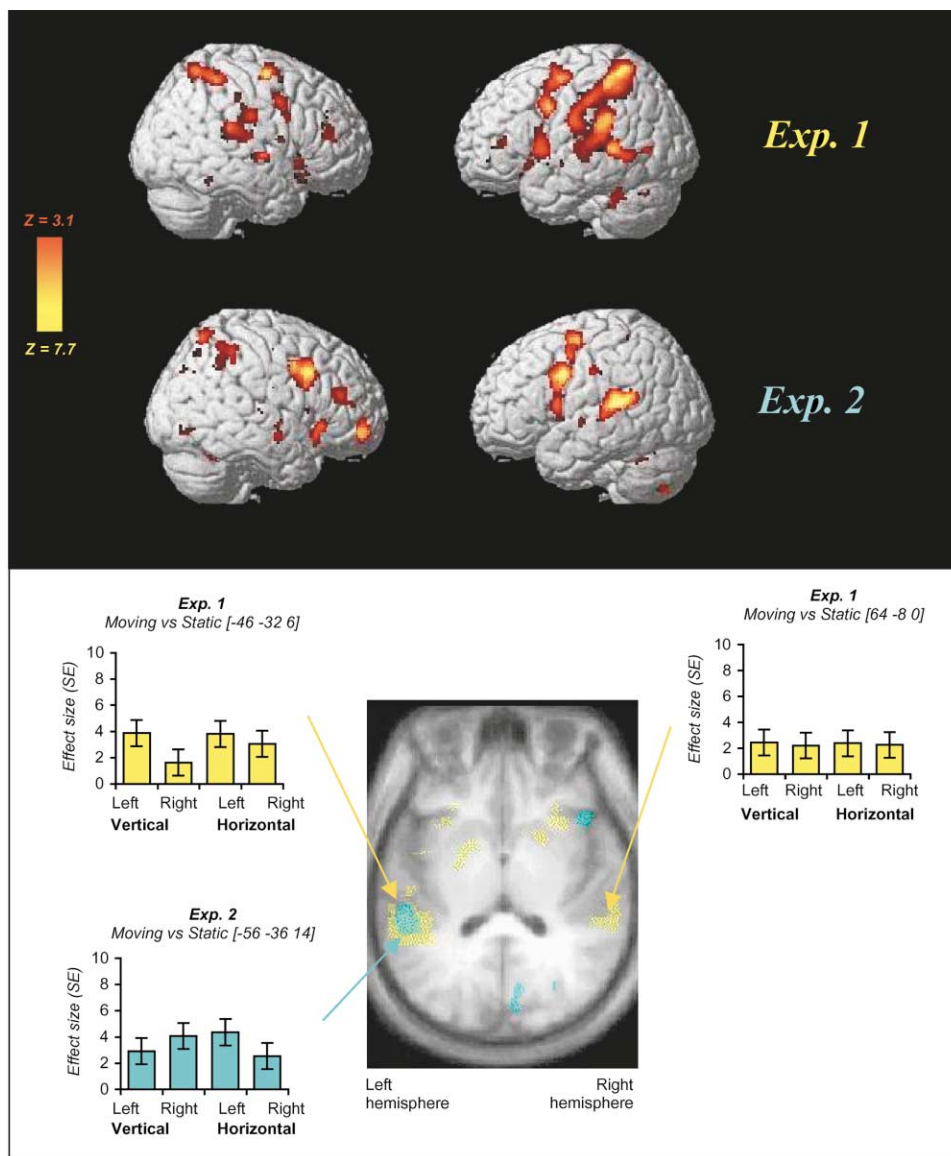 Exp. 1
Z = 3.1
Z = 7.7
Exp. 2
Exp. 1
Moving vs Static [-46 -32 6]
Effect size (SE)
10
8
6
4
2
0
Left Right Left Right
Vertical Horizontal
Exp. 1
Moving vs Static [64 -8 0]
Effect size (SE)
10
8
6
4
2
0
Left Right Left Right
Vertical Horizontal
Exp. 2
Moving vs Static [-56 -36 14]
Effect size (SE)
10
8
6
4
2
0
Left Right Left Right
Vertical Horizontal
Left
hemisphere
Right
hemisphere